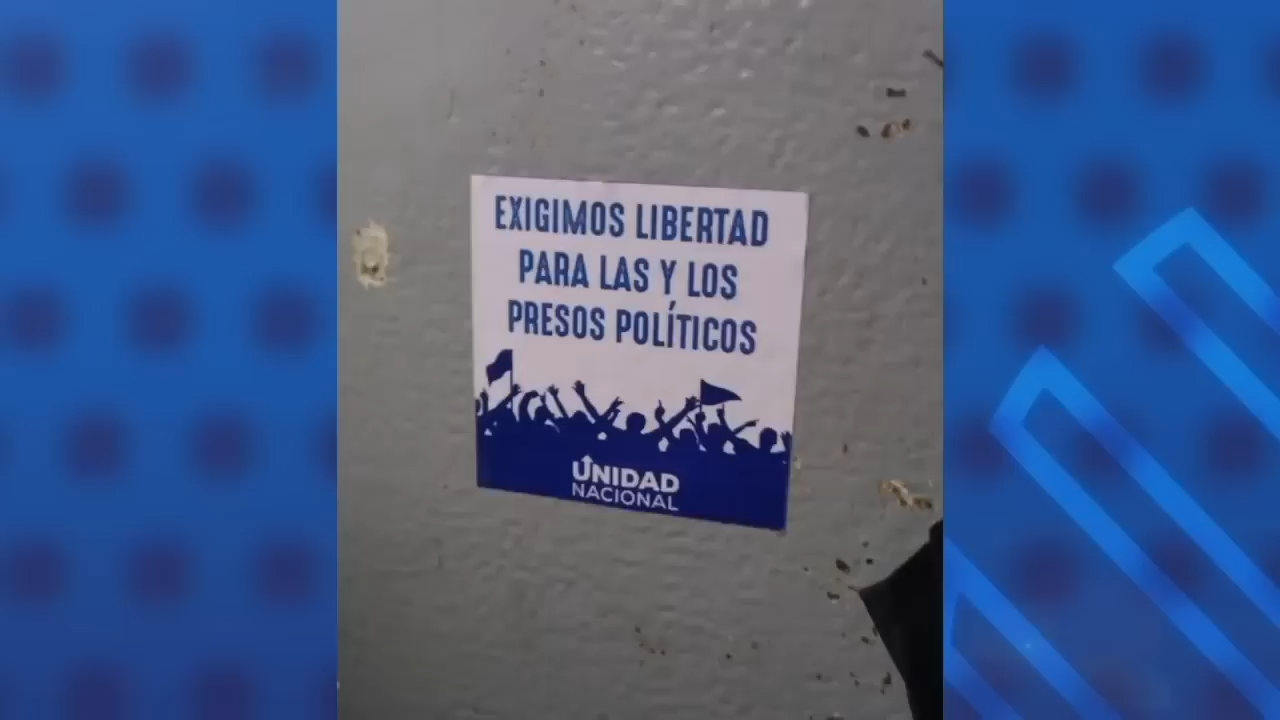 EXIGIMOS LIBERTAD
PARA LAS Y LOS
PRESOS POLÍTICOS
UNIDAD
NACIONAL